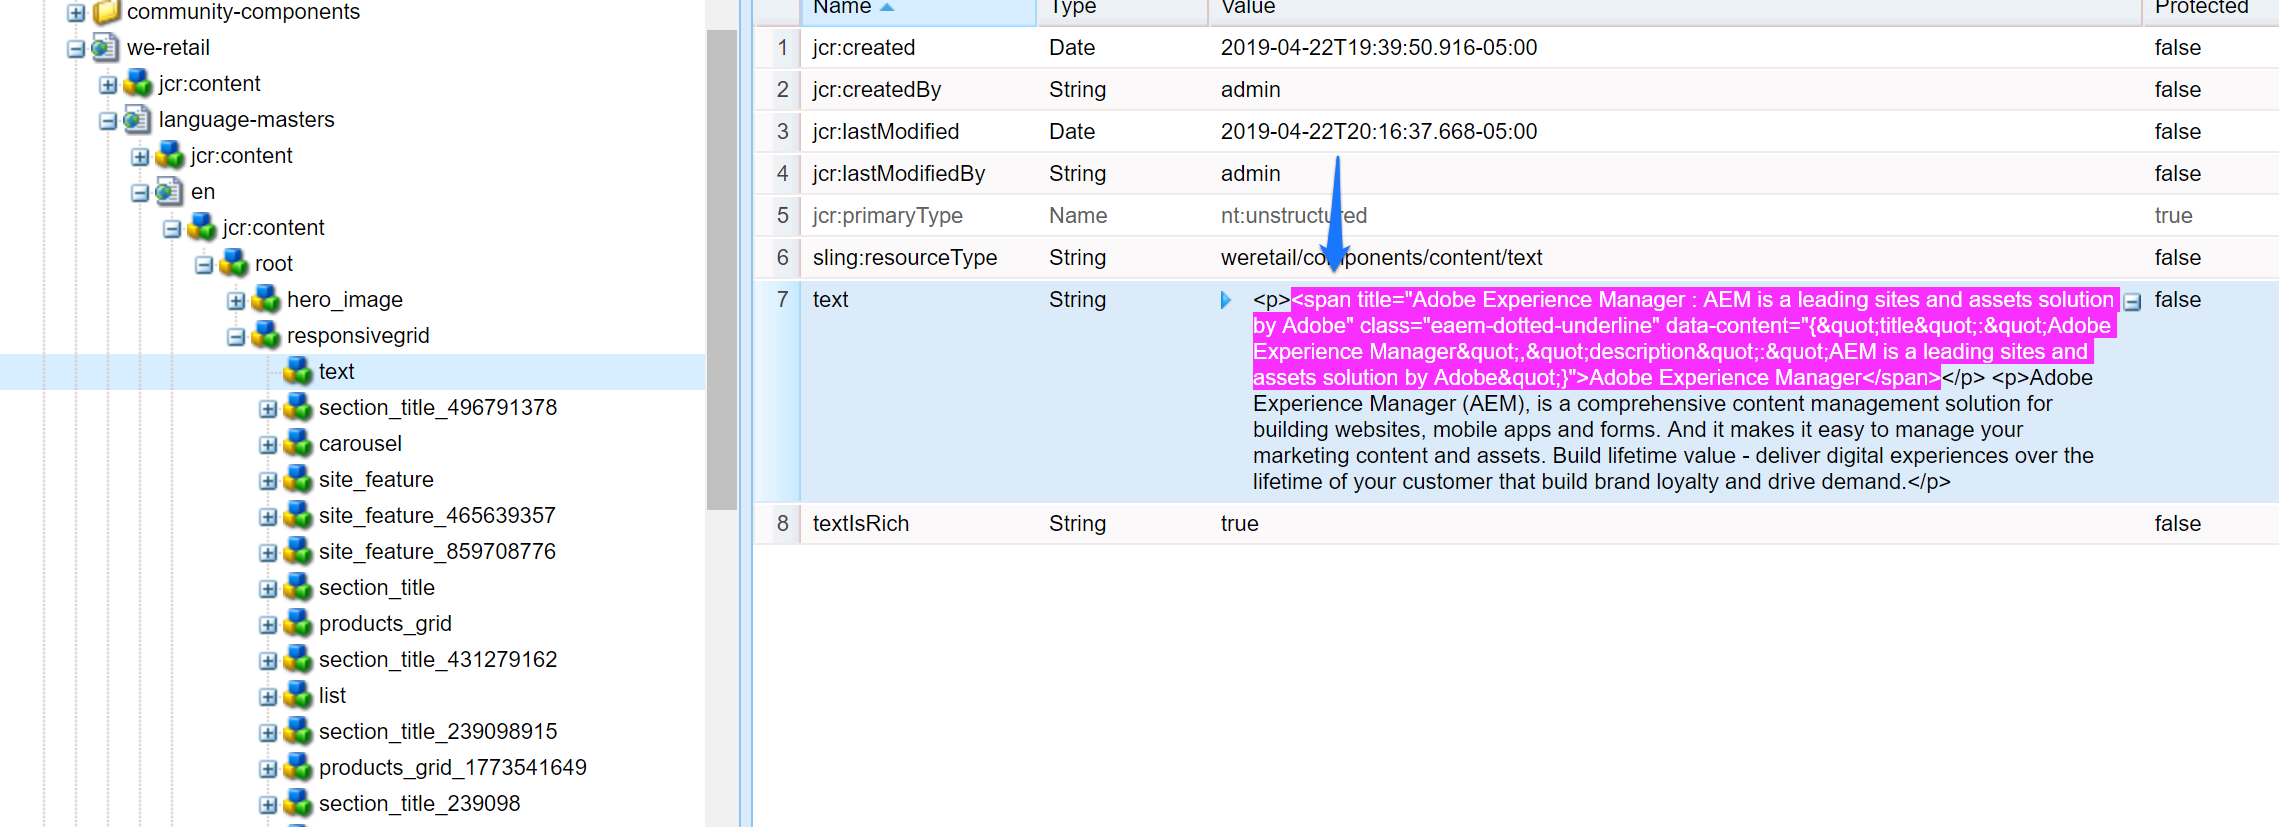 community-components
we-retail
jcr:content
language-masters
jcr:content
en
jcr:content
root
hero_image
responsivegrid
text
section_title_496791378
carousel
site_feature
site_feature_465639357
site_feature_859708776
section_title
products_grid
section_title_431279162
list
section_title_239098915
products_grid_1773541649
section_title_239098
Name Type Value Protected
1 jcr:created Date 2019-04-22T19:39:50.916-05:00 false
2 jcr:createdBy String admin false
3 jcr:lastModified Date 2019-04-22T20:16:37.668-05:00 false
4 jcr:lastModifiedBy String admin false
5 jcr:primaryType Name nt:unstructured true
6 sling:resourceType String weretail/components/content/text false
7 text String <p><span title="Adobe Experience Manager : AEM is a leading sites and assets solution false
by Adobe" class="eaem-dotted-underline" data-content="{&quot;title&quot;:&quot;Adobe
Experience Manager&quot;,&quot;description&quot;:&quot;AEM is a leading sites and
assets solution by Adobe&quot;}">Adobe Experience Manager</span></p> <p>Adobe
Experience Manager (AEM), is a comprehensive content management solution for
building websites, mobile apps and forms. And it makes it easy to manage your
marketing content and assets. Build lifetime value - deliver digital experiences over the
lifetime of your customer that build brand loyalty and drive demand.</p>
8 textIsRich String true false